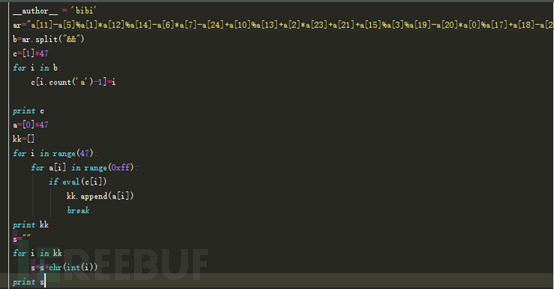 __author__ = 'bibi'
ar="a[11]-a[5]%a[1]*a[12]%a[14]-a[6]*a[7]-a[24]+a[10]%a[13]+a[2]*a[23]+a[21]+a[15]%a[3]%a[19]-a[20]*a[0]%a[17]+a[18]-a[2
b=ar.split("&&")
c=[1]*47
for i in b:
c[i.count('a')-1]=i
print c
a=[0]*47
kk=[]
for i in range(47):
for a[i] in range(0xff):
if eval(c[i]):
kk.append(a[i])
break
print kk
s=""
for i in kk:
s=s+chr(int(i))
print s
REEBUF